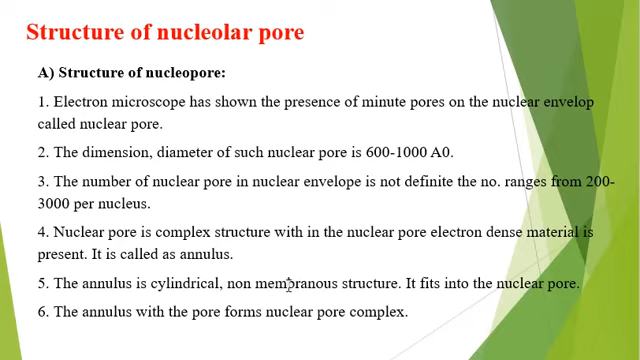 Structure of nucleolar pore
A) Structure of nucleopore:
1. Electron microscope has shown the presence of minute pores on the nuclear envelop
called nuclear pore.
2. The dimension, diameter of such nuclear pore is 600-1000 A0.
3. The number of nuclear pore in nuclear envelope is not definite the no. ranges from 200-
3000 per nucleus.
4. Nuclear pore is complex structure with in the nuclear pore electron dense material is
present. It is called as annulus.
5. The annulus is cylindrical, non membranous structure. It fits into the nuclear pore.
6. The annulus with the pore forms nuclear pore complex.